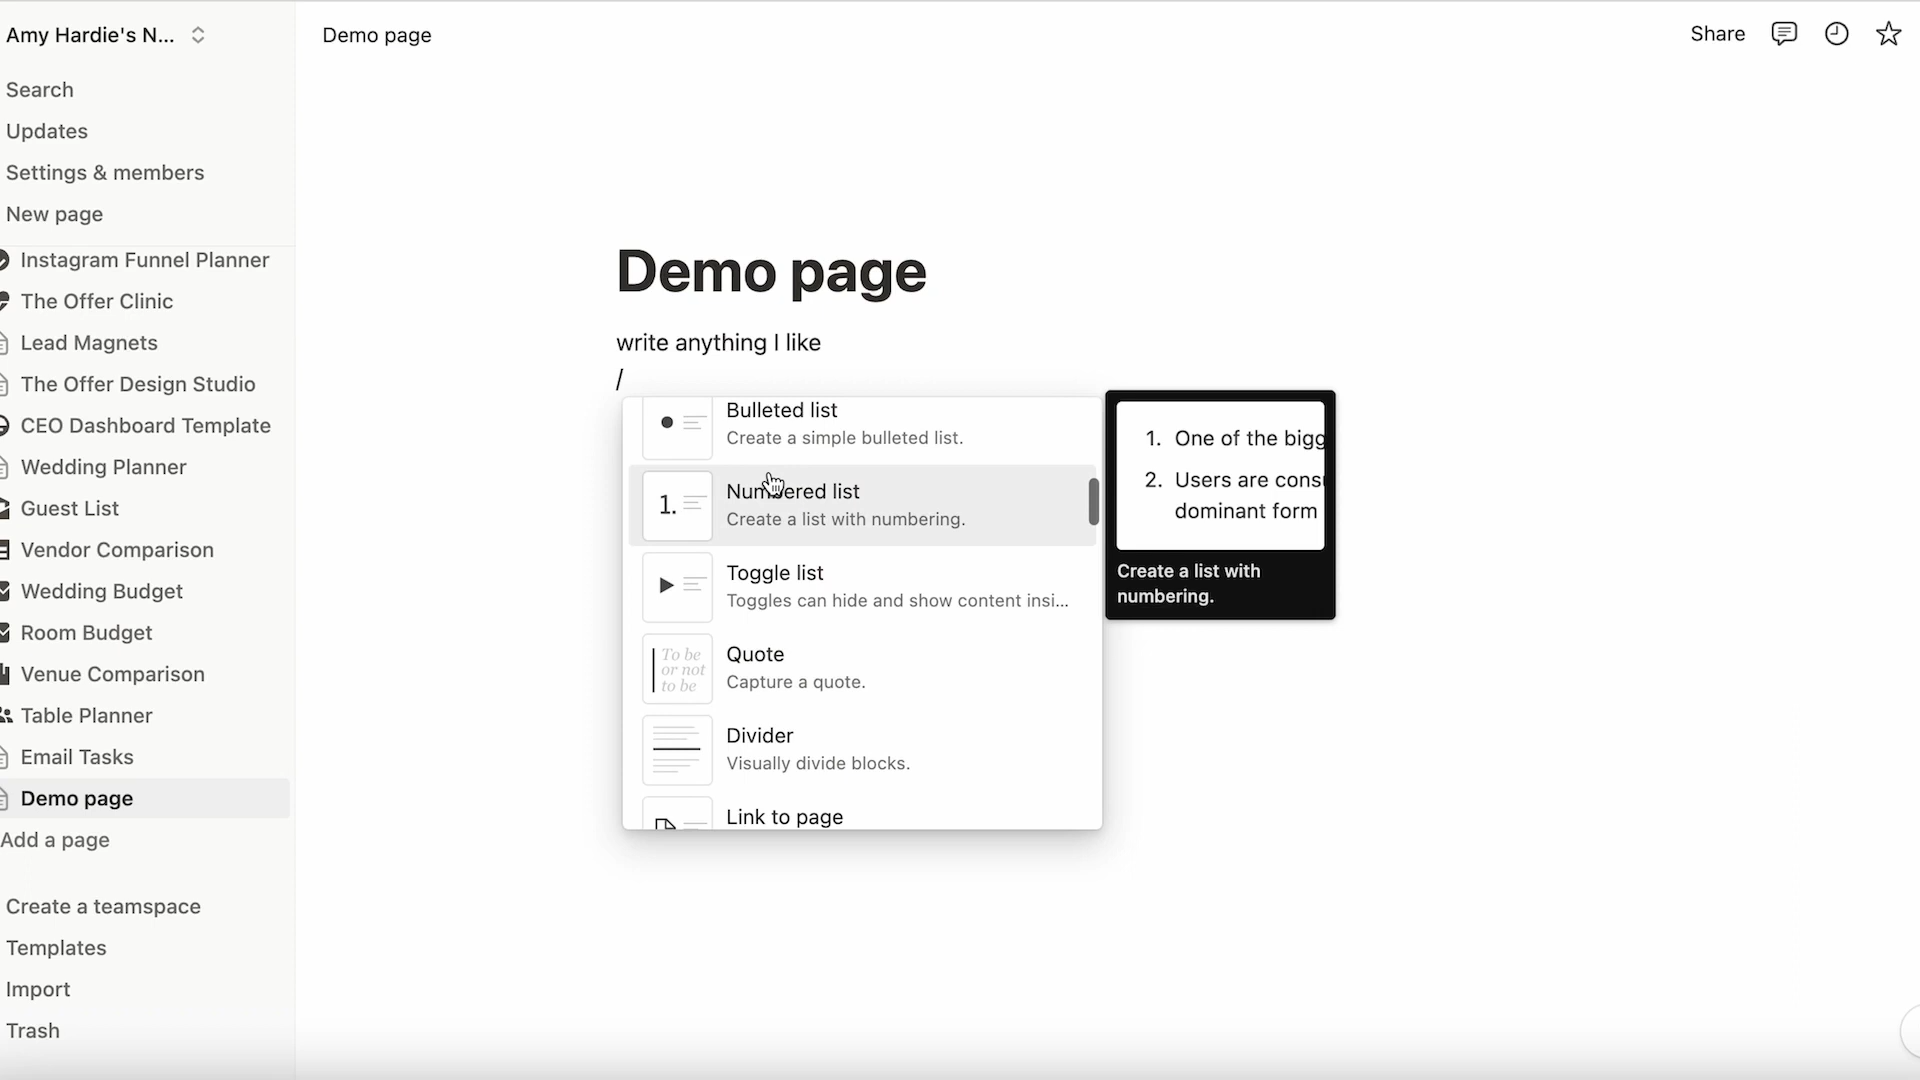 Amy Hardie's N...
Demo page
Share
Search
Updates
Settings & members
New page
Instagram Funnel Planner
The Offer Clinic
Lead Magnets
The Offer Design Studio
CEO Dashboard Template
Wedding Planner
Guest List
Vendor Comparison
Wedding Budget
Room Budget
Venue Comparison
Table Planner
Email Tasks
Demo page
Add a page
Create a teamspace
Templates
Import
Trash
Demo page
write anything I like
/
Bulleted list
Create a simple bulleted list.
1.
Numbered list
Create a list with numbering.
Toggle list
Toggles can hide and show content insi...
To be
or not
to be
Quote
Capture a quote.
Divider
Visually divide blocks.
Link to page
1. One of the bigg
2. Users are cons
dominant form
Create a list with
numbering.